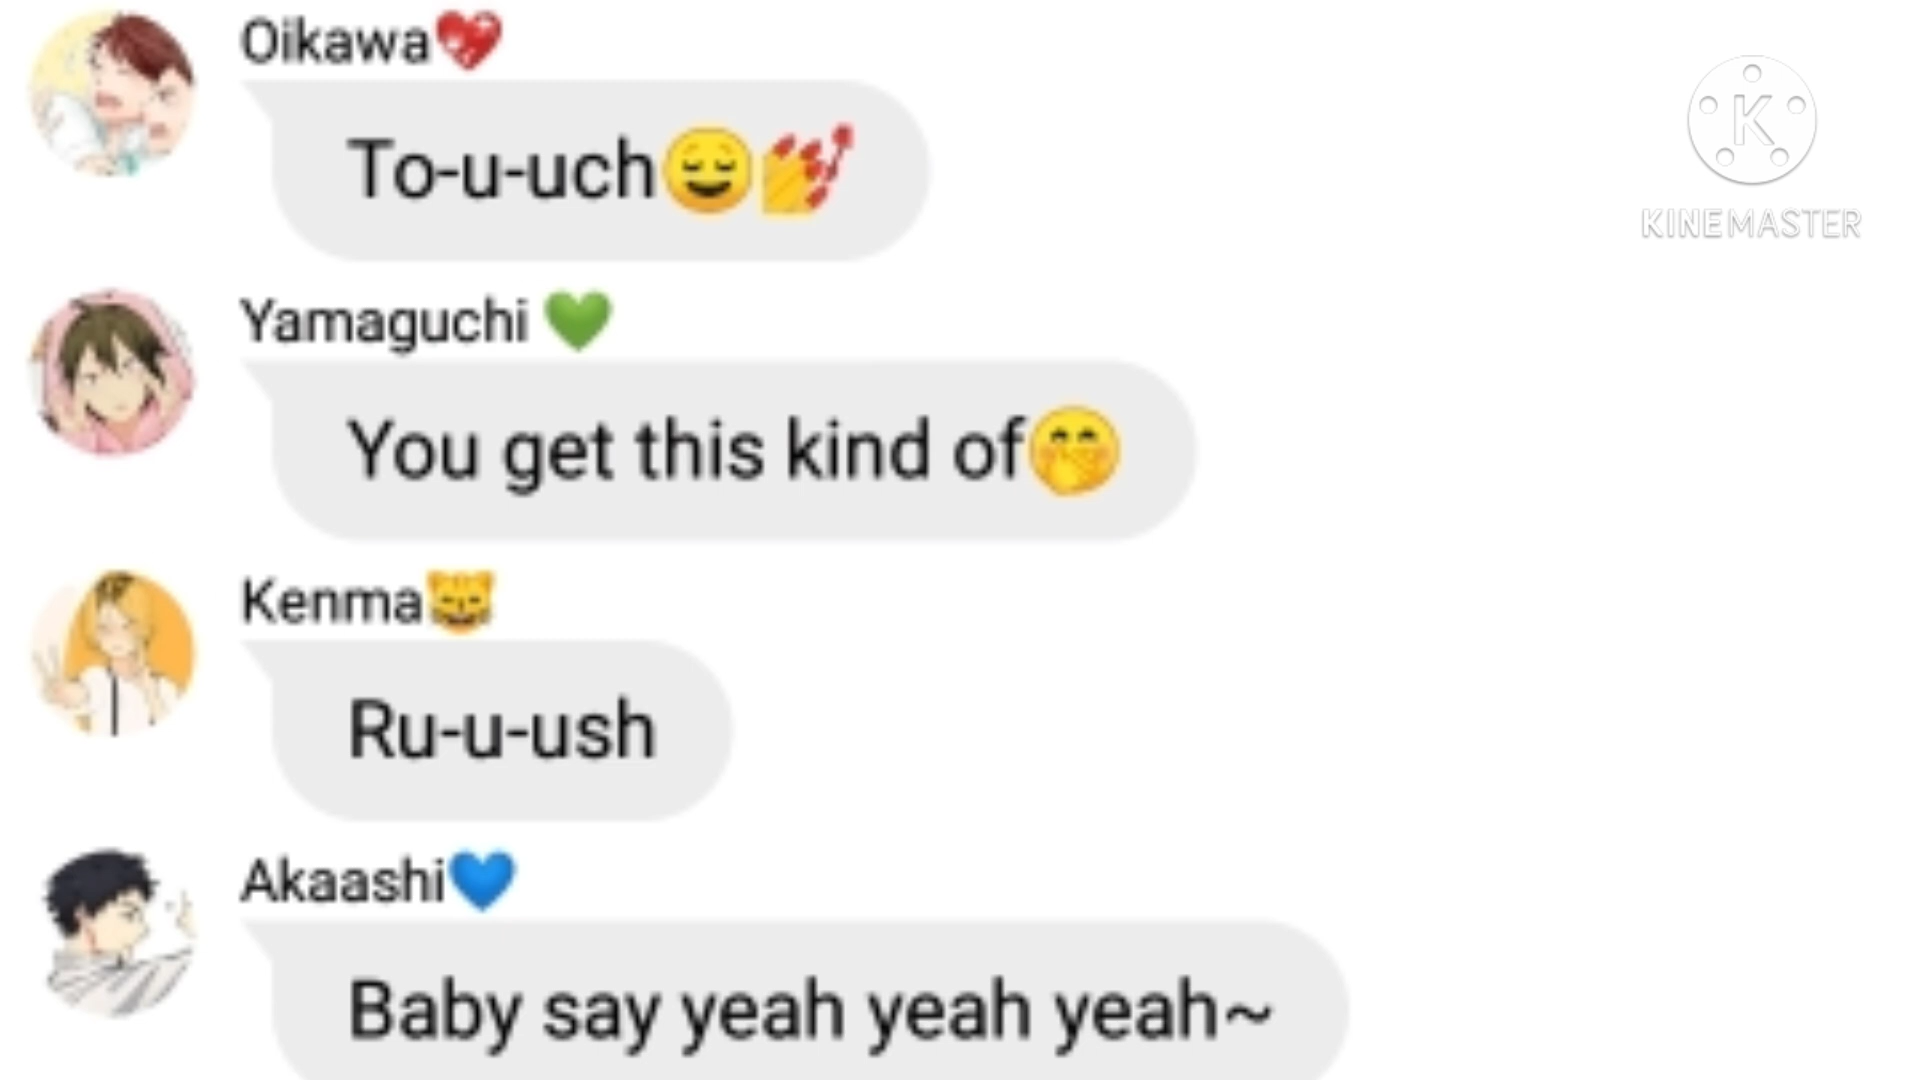 Oikawa💖
To-u-uch😌💅
K
KINEMASTER
Yamaguchi 💚
You get this kind of🤭
Kenma😸
Ru-u-ush
Akaashi💙
Baby say yeah yeah yeah~